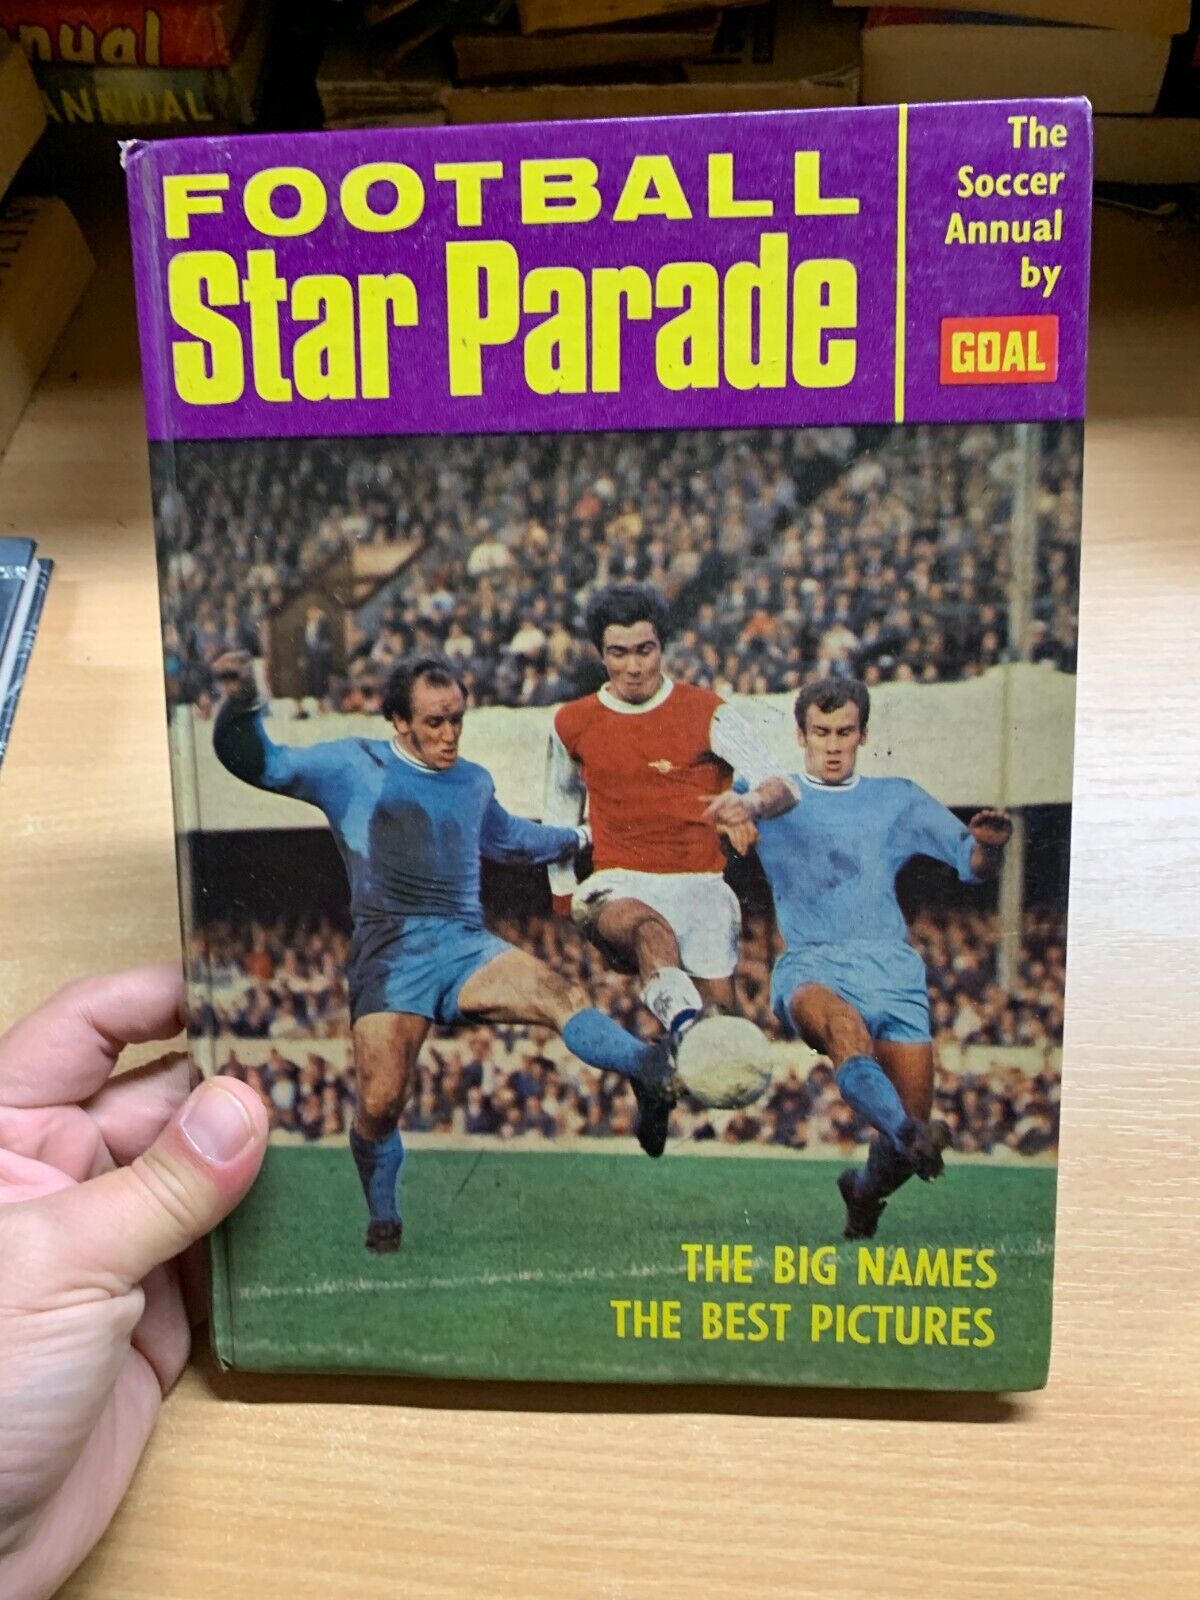 nual
ANNUAL
FOOTBALL
Star Parade
The
Soccer
Annual
by
GOAL
THE BIG NAMES
THE BEST PICTURES